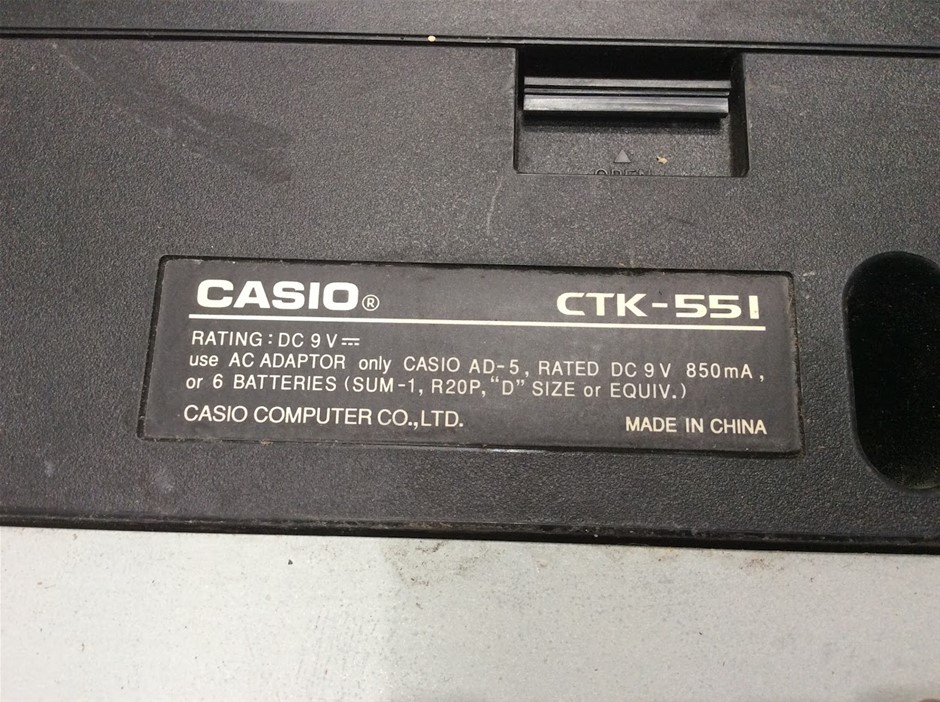 OPEN
CASIO® CTK-551
RATING : DC 9 V ⎓
use AC ADAPTOR only CASIO AD-5, RATED DC 9 V 850mA,
or 6 BATTERIES (SUM-1, R20P, "D" SIZE or EQUIV.)
CASIO COMPUTER CO.,LTD. MADE IN CHINA